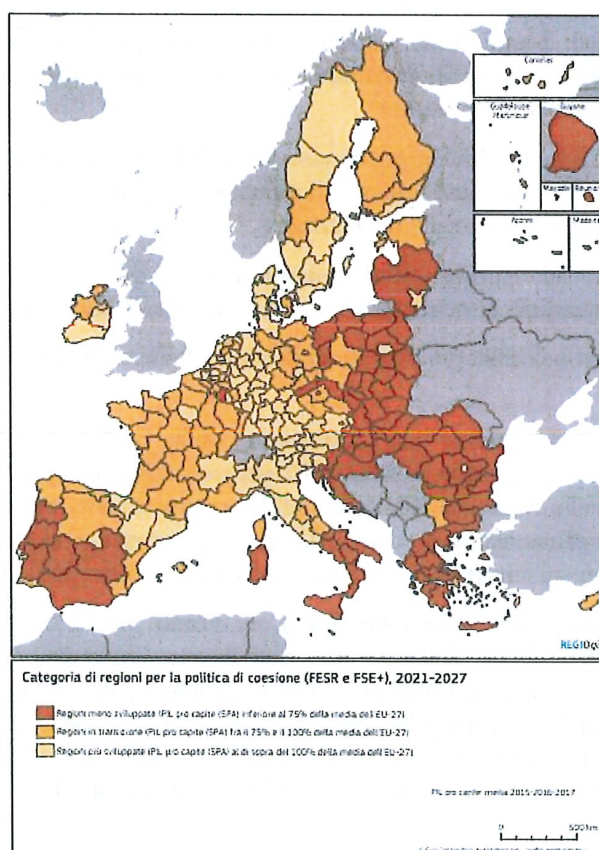 Canarias
Guadeloupe
Martinique
Guyane
Mayotte
Réunion
Açores
Madeira
REGIO
Categoria di regioni per la politica di coesione (FESR e FSE+), 2021-2027
Regioni meno sviluppate (PIL pro capite (SPA) inferiore al 75% della media dell'EU-27)
Regioni in transizione (PIL pro capite (SPA) fra il 75% e il 100% della media dell'EU-27)
Regioni più sviluppate (PIL pro capite (SPA) al di sopra del 100% della media dell'EU-27)
PIL pro capite: media 2015-2016-2017
0 500 km